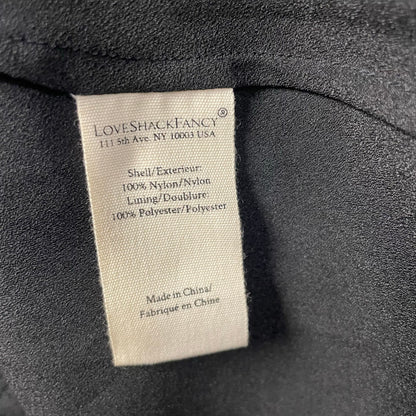 LOVESHACKFANCY®
111 5th Ave. NY 10003 USA
Shell/Exterieur:
100% Nylon/Nylon
Lining/Doublure:
100% Polyester/Polyester
Made in China/
Fabriqué en Chine